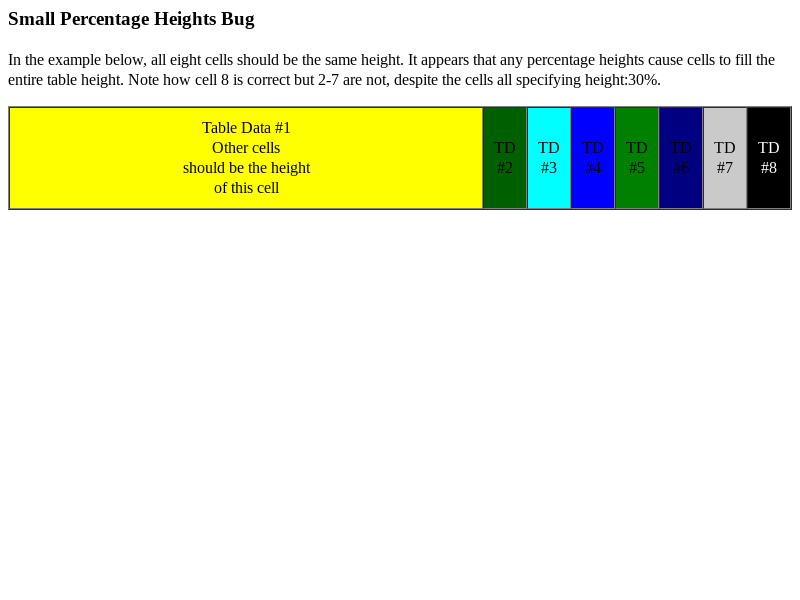 Small Percentage Heights Bug
In the example below, all eight cells should be the same height. It appears that any percentage heights cause cells to fill the
entire table height. Note how cell 8 is correct but 2-7 are not, despite the cells all specifying height:30%.
Table Data #1
Other cells
should be the height
of this cell
TD
#2
TD
#3
TD
#4
TD
#5
TD
#6
TD
#7
TD
#8